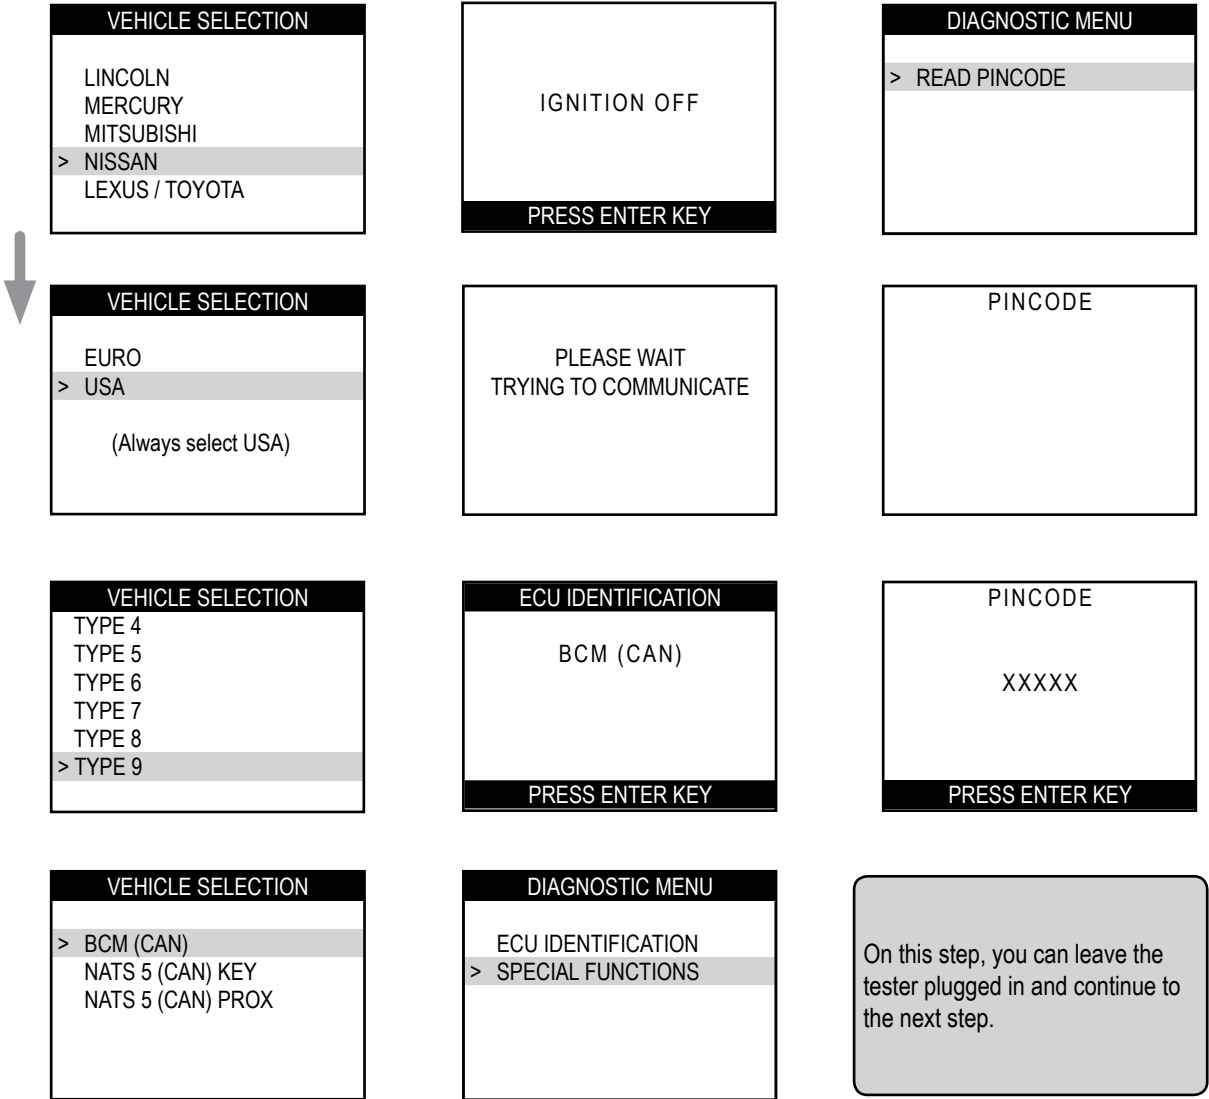 VEHICLE SELECTION
LINCOLN
MERCURY
MITSUBISHI
> NISSAN
LEXUS / TOYOTA
VEHICLE SELECTION
EURO
> USA
(Always select USA)
VEHICLE SELECTION
TYPE 4
TYPE 5
TYPE 6
TYPE 7
TYPE 8
> TYPE 9
VEHICLE SELECTION
> BCM (CAN)
NATS 5 (CAN) KEY
NATS 5 (CAN) PROX
IGNITION OFF
PRESS ENTER KEY
PLEASE WAIT
TRYING TO COMMUNICATE
ECU IDENTIFICATION
BCM (CAN)
PRESS ENTER KEY
DIAGNOSTIC MENU
ECU IDENTIFICATION
> SPECIAL FUNCTIONS
DIAGNOSTIC MENU
> READ PINCODE
PINCODE
PINCODE
XXXXX
PRESS ENTER KEY
On this step, you can leave the
tester plugged in and continue to
the next step.